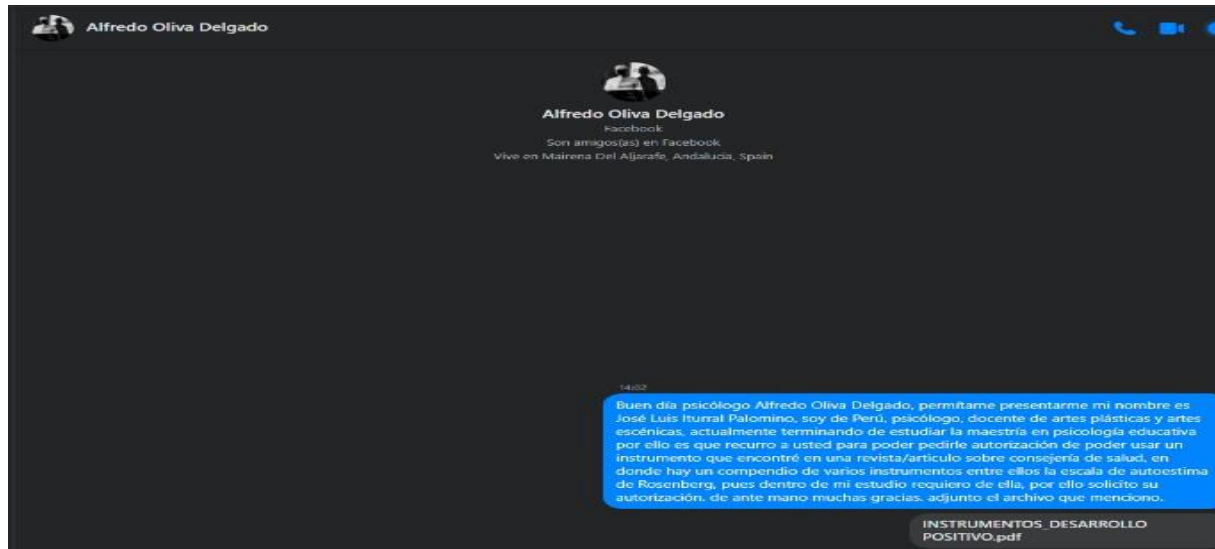 Alfredo Oliva Delgado
Alfredo Oliva Delgado
Facebook
Son amigos(as) en Facebook
Vive en Mairena Del Aljarafe, Andalucía, Spain
14:02
Buen día psicólogo Alfredo Oliva Delgado, permítame presentarme mi nombre es
José Luis Iturral Palomino, soy de Perú, psicólogo, docente de artes plásticas y artes
escénicas, actualmente terminando de estudiar la maestría en psicología educativa
por ello es que recurro a usted para poder pedirle autorización de poder usar un
instrumento que encontré en una revista/articulo sobre consejería de salud, en
donde hay un compendio de varios instrumentos entre ellos la escala de autoestima
de Rosenberg, pues dentro de mi estudio requiero de ella, por ello solicito su
autorización. de ante mano muchas gracias. adjunto el archivo que menciono.
INSTRUMENTOS_DESARROLLO
POSITIVO.pdf